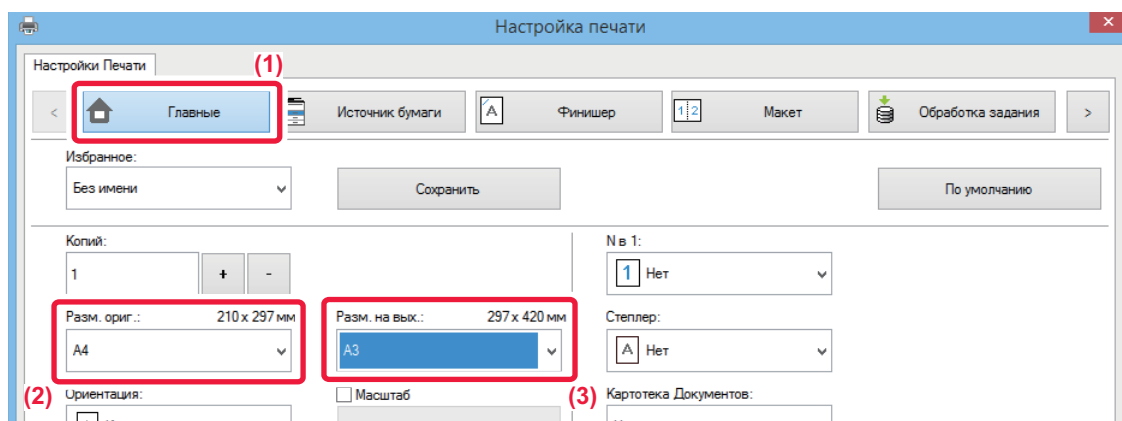 Настройка печати
Настройки Печати
(1)
< Главные Источник бумаги Финишер Макет Обработка задания >
Избранное:
Без имени Сохранить По умолчанию
Копий: N в 1:
1 + - 1 Нет
Разм. ориг.: 210 x 297 мм Разм. на вых.: 297 x 420 мм Степлер:
A4 A3 A Нет
(2) Ориентация: Масштаб (3) Картотека Документов: